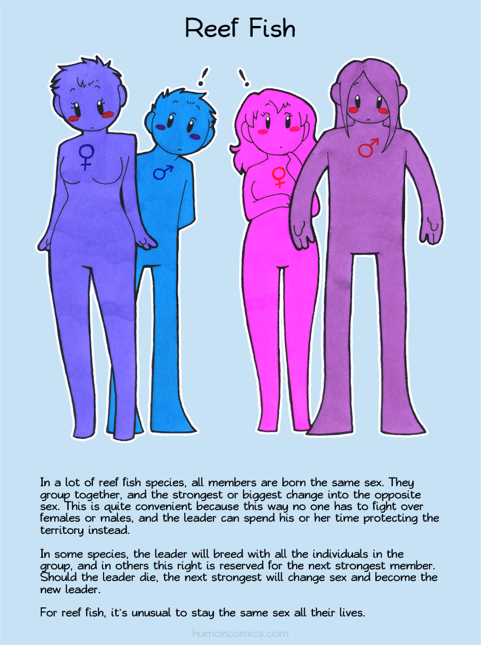 Reef Fish
! !
♀ ♂ ♀ ♂
In a lot of reef fish species, all members are born the same sex. They
group together, and the strongest or biggest change into the opposite
sex. This is quite convenient because this way no one has to fight over
females or males, and the leader can spend his or her time protecting the
territory instead.
In some species, the leader will breed with all the individuals in the
group, and in others this right is reserved for the next strongest member.
Should the leader die, the next strongest will change sex and become the
new leader.
For reef fish, it's unusual to stay the same sex all their lives.
humoncomics.com